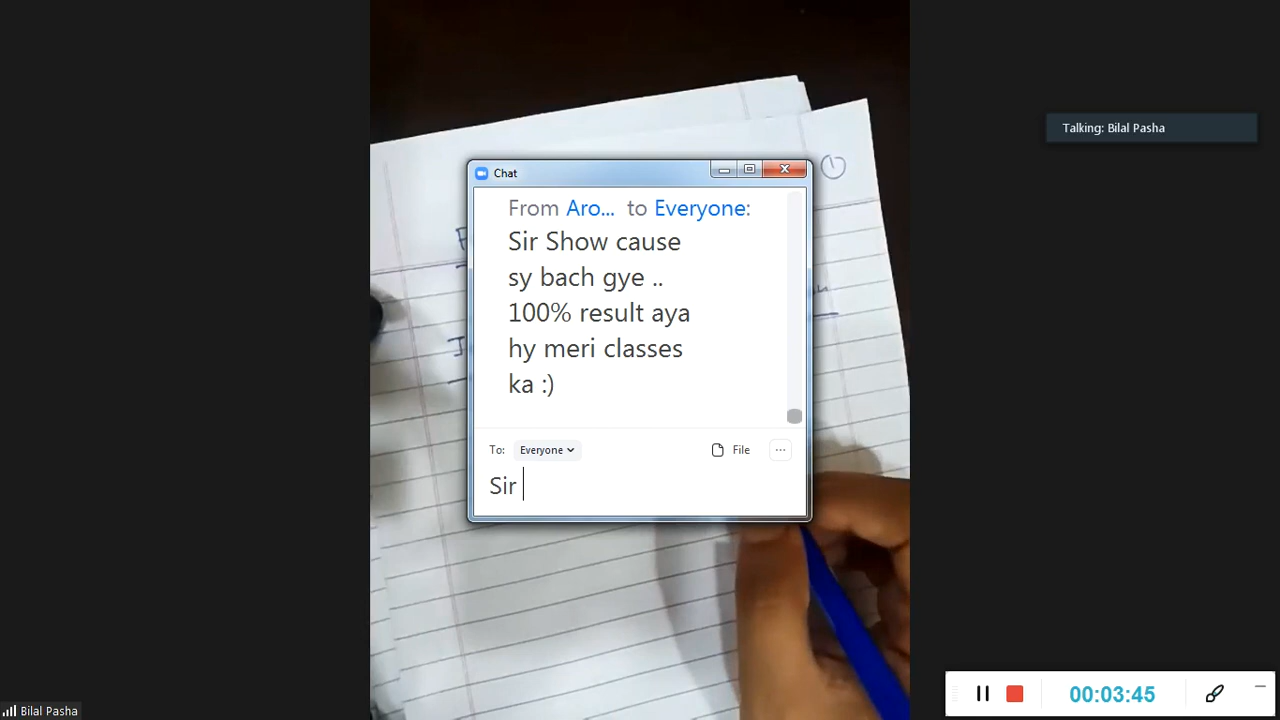 Talking: Bilal Pasha
Chat
From Aro... to Everyone:
Sir Show cause
sy bach gye ..
100% result aya
hy meri classes
ka :)
To: Everyone
File
Sir
Bilal Pasha
00:03:45